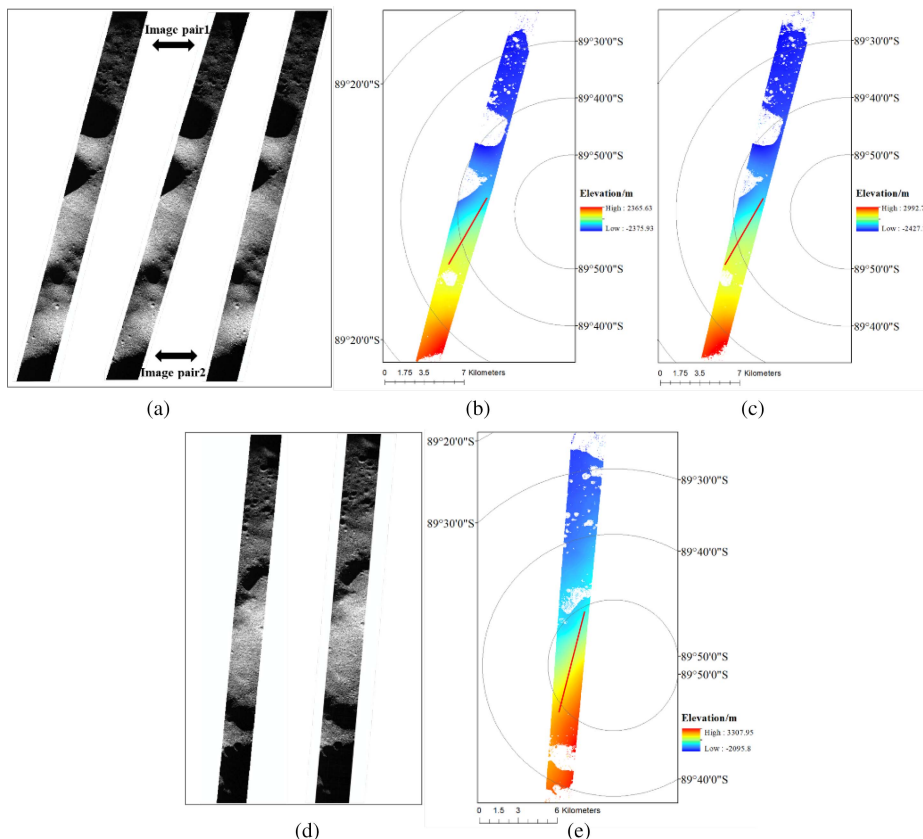 Image pair1
Image pair2
(a)
89°20'0"S
89°20'0"S
89°30'0"S
89°40'0"S
89°50'0"S
Elevation/m
High : 2365.63
Low : -2375.93
89°50'0"S
89°40'0"S
0 1.75 3.5 7 Kilometers
(b)
89°30'0"S
89°40'0"S
89°50'0"S
Elevation/m
High : 2992.7
Low : -2427.
89°50'0"S
89°40'0"S
0 1.75 3.5 7 Kilometers
(c)
(d)
89°20'0"S
89°30'0"S
89°30'0"S
89°40'0"S
89°50'0"S
89°50'0"S
Elevation/m
High : 3307.95
Low : -2095.8
89°40'0"S
0 1.5 3 6 Kilometers
(e)